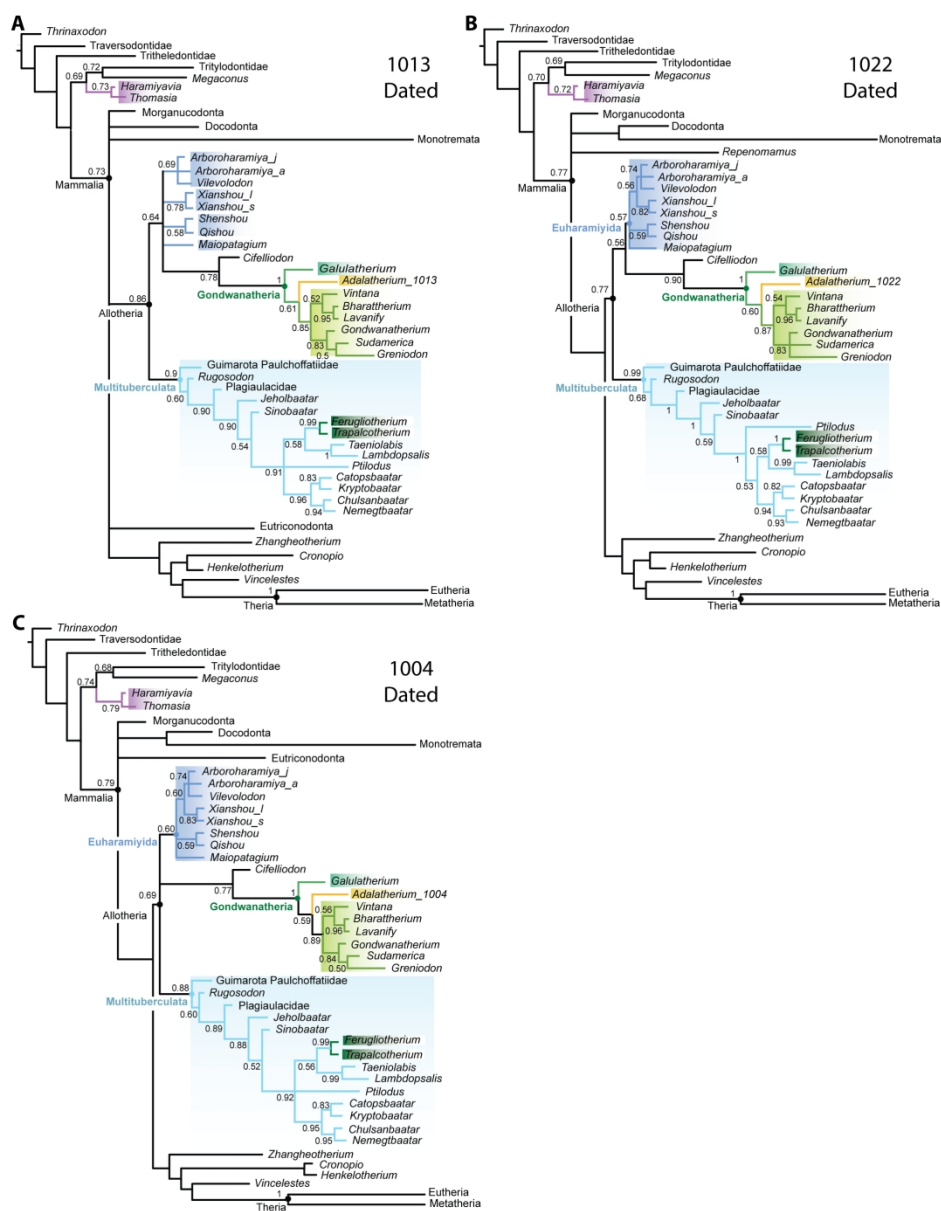 A
1013
Dated
Thrinaxodon
Traversodontidae
Tritheledontidae
0.72
Tritylodontidae
0.69
Megaconus
0.73
Haramiyavia
Thomasia
Morganucodonta
Docodonta
Monotremata
0.73
Mammalia
Arboroharamiya_j
0.69
Arboroharamiya_a
Vilevolodon
Xianshou_l
0.78
Xianshou_s
Shenshou
0.64
0.58
Qishou
Maiopatagium
Cifelliodon
0.78
Galulatherium
1
Adalatherium_1013
Gondwanatheria
0.61
0.52
Vintana
Bharattherium
0.95
Lavanify
0.85
Gondwanatherium
0.83
Sudamerica
0.5
Greniodon
0.86
Allotheria
Guimarota Paulchoffatiidae
0.9
Rugosodon
Multituberculata
0.60
Plagiaulacidae
0.90
Jeholbaatar
0.90
Sinobaatar
0.54
0.99
Ferugliotherium
Trapalcotherium
0.58
Taeniolabis
1
Lambdopsalis
0.91
Ptilodus
0.83
Catopsbaatar
Kryptobaatar
0.96
Chulsanbaatar
0.94
Nemegtbaatar
Eutriconodonta
Zhangheotherium
Cronopio
Henkelotherium
Vincelestes
1
Eutheria
Theria
Metatheria
B
1022
Dated
Thrinaxodon
Traversodontidae
Tritheledontidae
0.69
Tritylodontidae
0.70
Megaconus
0.72
Haramiyavia
Thomasia
Morganucodonta
Docodonta
Monotremata
Repenomamus
0.77
Mammalia
Arboroharamiya_j
0.74
Arboroharamiya_a
0.56
Vilevolodon
Xianshou_l
0.82
Xianshou_s
0.57
Shenshou
Euharamiyida
0.59
Qishou
0.56
Maiopatagium
Cifelliodon
0.90
Galulatherium
1
Adalatherium_1022
Gondwanatheria
0.60
0.54
Vintana
Bharattherium
0.96
Lavanify
0.87
Gondwanatherium
0.83
Sudamerica
Greniodon
0.77
Allotheria
Guimarota Paulchoffatiidae
0.99
Rugosodon
Multituberculata
0.68
Plagiaulacidae
1
Jeholbaatar
0.59
Sinobaatar
1
Ptilodus
1
Ferugliotherium
0.58
Trapalcotherium
1
0.99
Taeniolabis
Lambdopsalis
0.53
0.82
Catopsbaatar
Kryptobaatar
0.94
Chulsanbaatar
0.93
Nemegtbaatar
Zhangheotherium
Cronopio
Henkelotherium
Vincelestes
1
Eutheria
Theria
Metatheria
C
1004
Dated
Thrinaxodon
Traversodontidae
Tritheledontidae
0.68
Tritylodontidae
0.74
Megaconus
0.79
Haramiyavia
Thomasia
Morganucodonta
Docodonta
Monotremata
Eutriconodonta
0.79
Mammalia
0.74
Arboroharamiya_j
Arboroharamiya_a
0.60
Vilevolodon
Xianshou_l
0.83
Xianshou_s
0.60
Shenshou
Euharamiyida
0.59
Qishou
Maiopatagium
Cifelliodon
0.77
Galulatherium
1
Adalatherium_1004
Gondwanatheria
0.59
0.56
Vintana
Bharattherium
0.96
Lavanify
0.89
Gondwanatherium
0.84
Sudamerica
0.50
Greniodon
0.69
Allotheria
Guimarota Paulchoffatiidae
0.88
Rugosodon
Multituberculata
0.60
Plagiaulacidae
0.89
Jeholbaatar
0.88
Sinobaatar
0.52
0.99
Ferugliotherium
Trapalcotherium
0.56
Taeniolabis
0.99
Lambdopsalis
0.92
Ptilodus
0.83
Catopsbaatar
Kryptobaatar
0.95
Chulsanbaatar
0.95
Nemegtbaatar
Zhangheotherium
Cronopio
Henkelotherium
Vincelestes
1
Eutheria
Theria
Metatheria